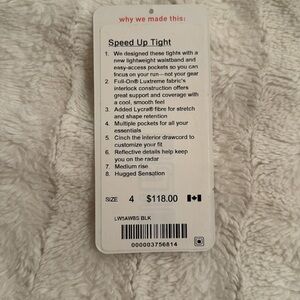 why we made this:
Speed Up Tight
1. We designed these tights with a
new lightweight waistband and
easy-access pockets so you can
focus on your run—not your gear
2. Full-On® Luxtreme fabric's
interlock construction offers
great support and coverage with
a cool, smooth feel
3. Added Lycra® fibre for stretch
and shape retention
4. Multiple pockets for all your
essentials
5. Cinch the interior drawcord to
customize your fit
6. Reflective details help keep
you on the radar
7. Medium rise
8. Hugged Sensation
SIZE 4 $118.00
LW5AWBS BLK
000003756814